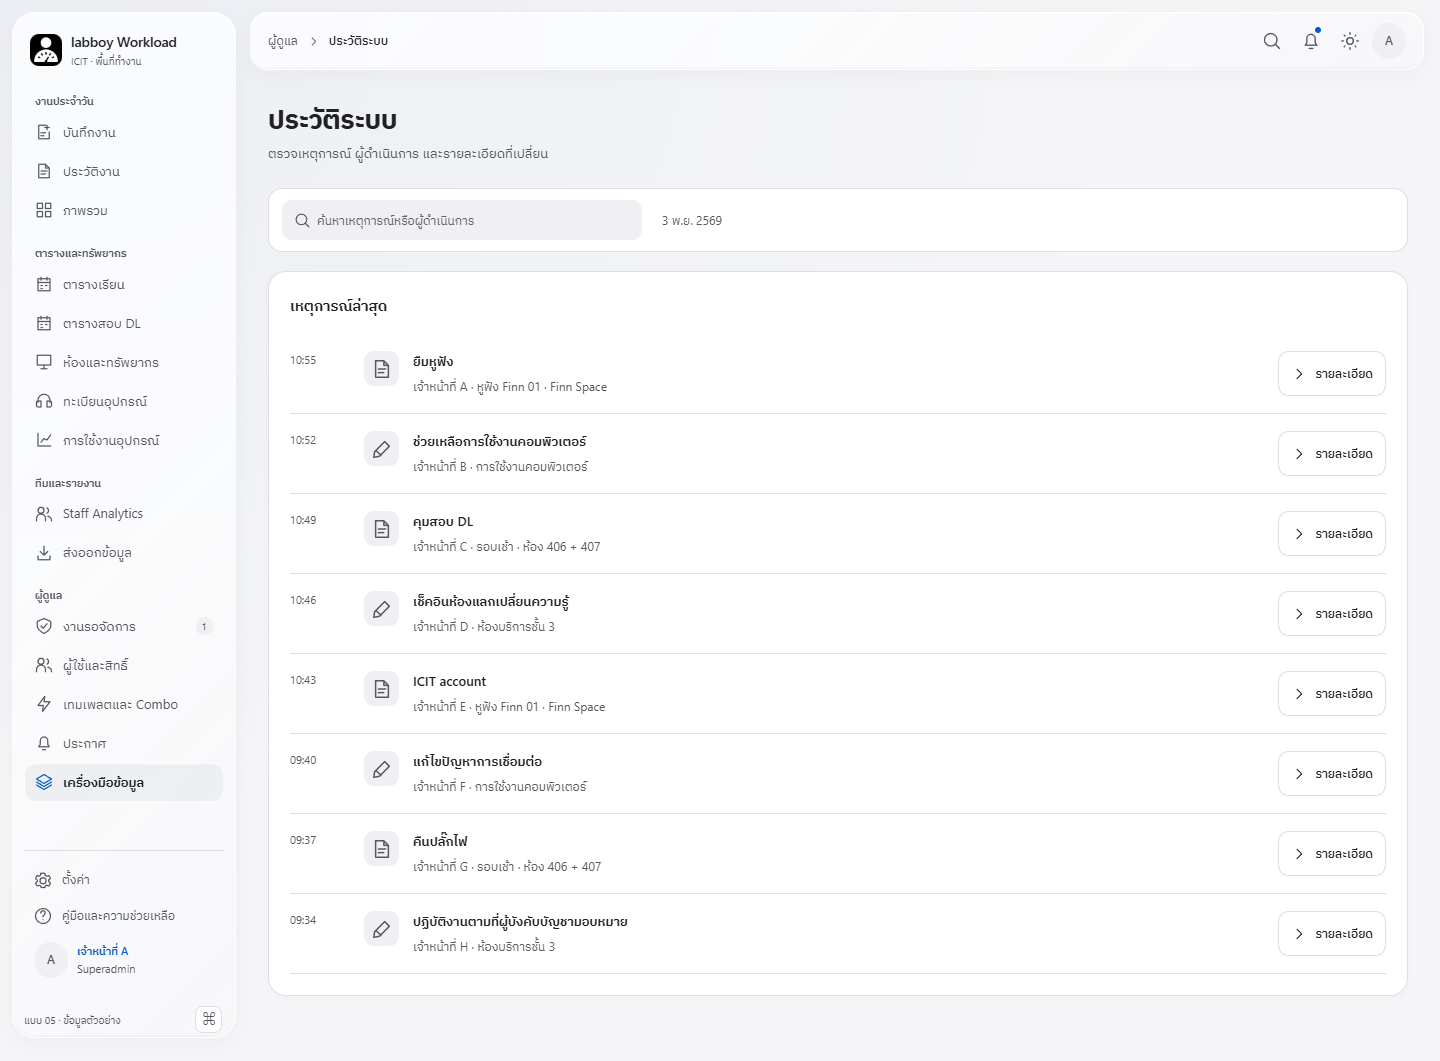 labboy Workload
ICIT · พื้นที่ทำงาน
งานประจำวัน
บันทึกงาน
ประวัติงาน
ภาพรวม
ตารางและทรัพยากร
ตารางเรียน
ตารางสอบ DL
ห้องและทรัพยากร
ทะเบียนอุปกรณ์
การใช้งานอุปกรณ์
ทีมและรายงาน
Staff Analytics
ส่งออกข้อมูล
ผู้ดูแล
งานรอจัดการ 1
ผู้ใช้และสิทธิ์
เทมเพลตและ Combo
ประกาศ
เครื่องมือข้อมูล
ตั้งค่า
คู่มือและความช่วยเหลือ
A
เจ้าหน้าที่ A
Superadmin
แบบ 05 · ข้อมูลตัวอย่าง
ผู้ดูแล > ประวัติระบบ
A
ประวัติระบบ
ตรวจเหตุการณ์ ผู้ดำเนินการ และรายละเอียดที่เปลี่ยน
ค้นหาเหตุการณ์หรือผู้ดำเนินการ
3 พ.ย. 2569
เหตุการณ์ล่าสุด
10:55
ยืมหูฟัง
เจ้าหน้าที่ A · หูฟัง Finn 01 · Finn Space
รายละเอียด
10:52
ช่วยเหลือการใช้งานคอมพิวเตอร์
เจ้าหน้าที่ B · การใช้งานคอมพิวเตอร์
รายละเอียด
10:49
คุมสอบ DL
เจ้าหน้าที่ C · รอบเช้า · ห้อง 406 + 407
รายละเอียด
10:46
เช็คอินห้องแลกเปลี่ยนความรู้
เจ้าหน้าที่ D · ห้องบริการชั้น 3
รายละเอียด
10:43
ICIT account
เจ้าหน้าที่ E · หูฟัง Finn 01 · Finn Space
รายละเอียด
09:40
แก้ไขปัญหาการเชื่อมต่อ
เจ้าหน้าที่ F · การใช้งานคอมพิวเตอร์
รายละเอียด
09:37
คืนปลั๊กไฟ
เจ้าหน้าที่ G · รอบเช้า · ห้อง 406 + 407
รายละเอียด
09:34
ปฏิบัติงานตามที่ผู้บังคับบัญชามอบหมาย
เจ้าหน้าที่ H · ห้องบริการชั้น 3
รายละเอียด